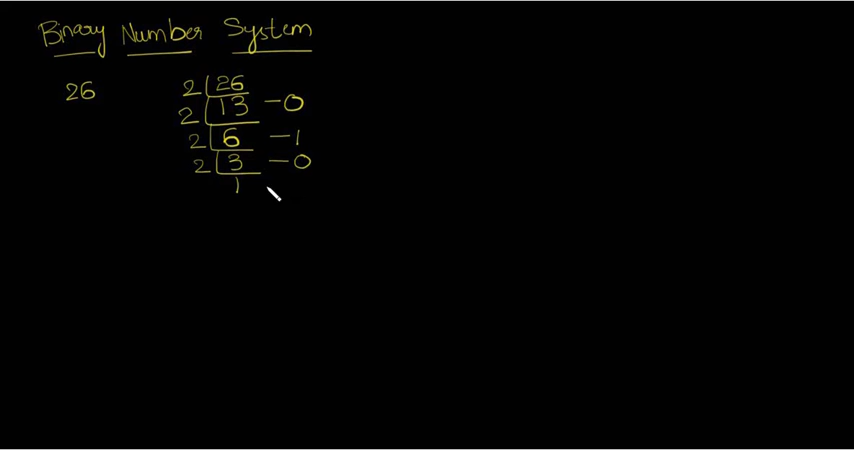 Binary Number System
26 2 26
2 13 - 0
2 6 - 1
2 3 - 0
1